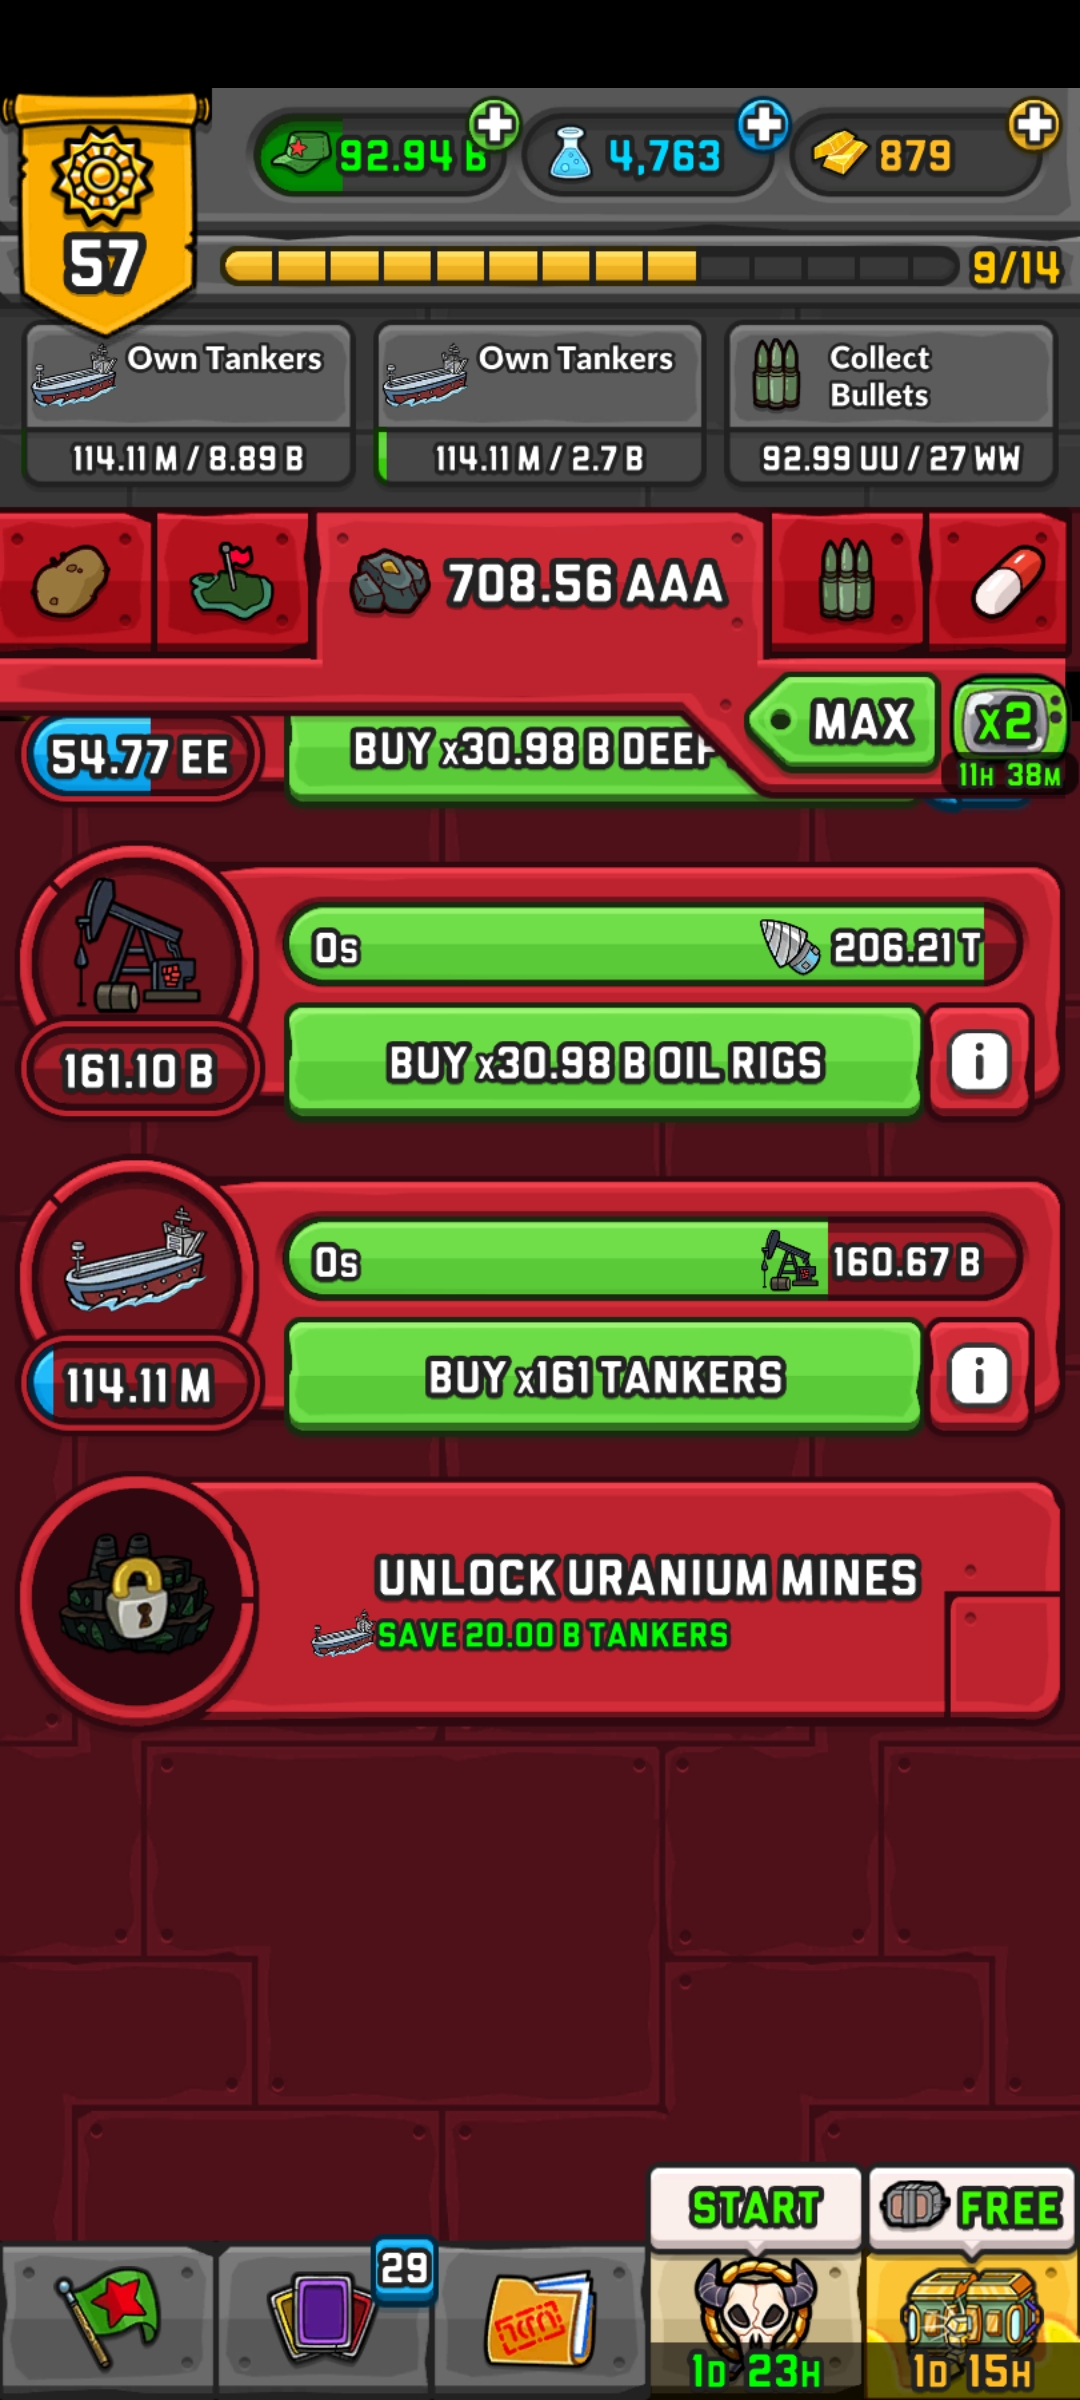 92.94 B
4,763
879
57
9/14
Own Tankers
114.11 M / 8.89 B
Own Tankers
114.11 M / 2.7 B
Collect
Bullets
92.99 UU / 27 WW
708.56 AAA
MAX
x2
11H 38M
54.77 EE
BUY x30.98 B DEEP
0s
206.21 T
161.10 B
BUY x30.98 B OIL RIGS
i
0s
160.67 B
114.11 M
BUY x161 TANKERS
i
UNLOCK URANIUM MINES
SAVE 20.00 B TANKERS
START
FREE
29
1D 23H
1D 15H